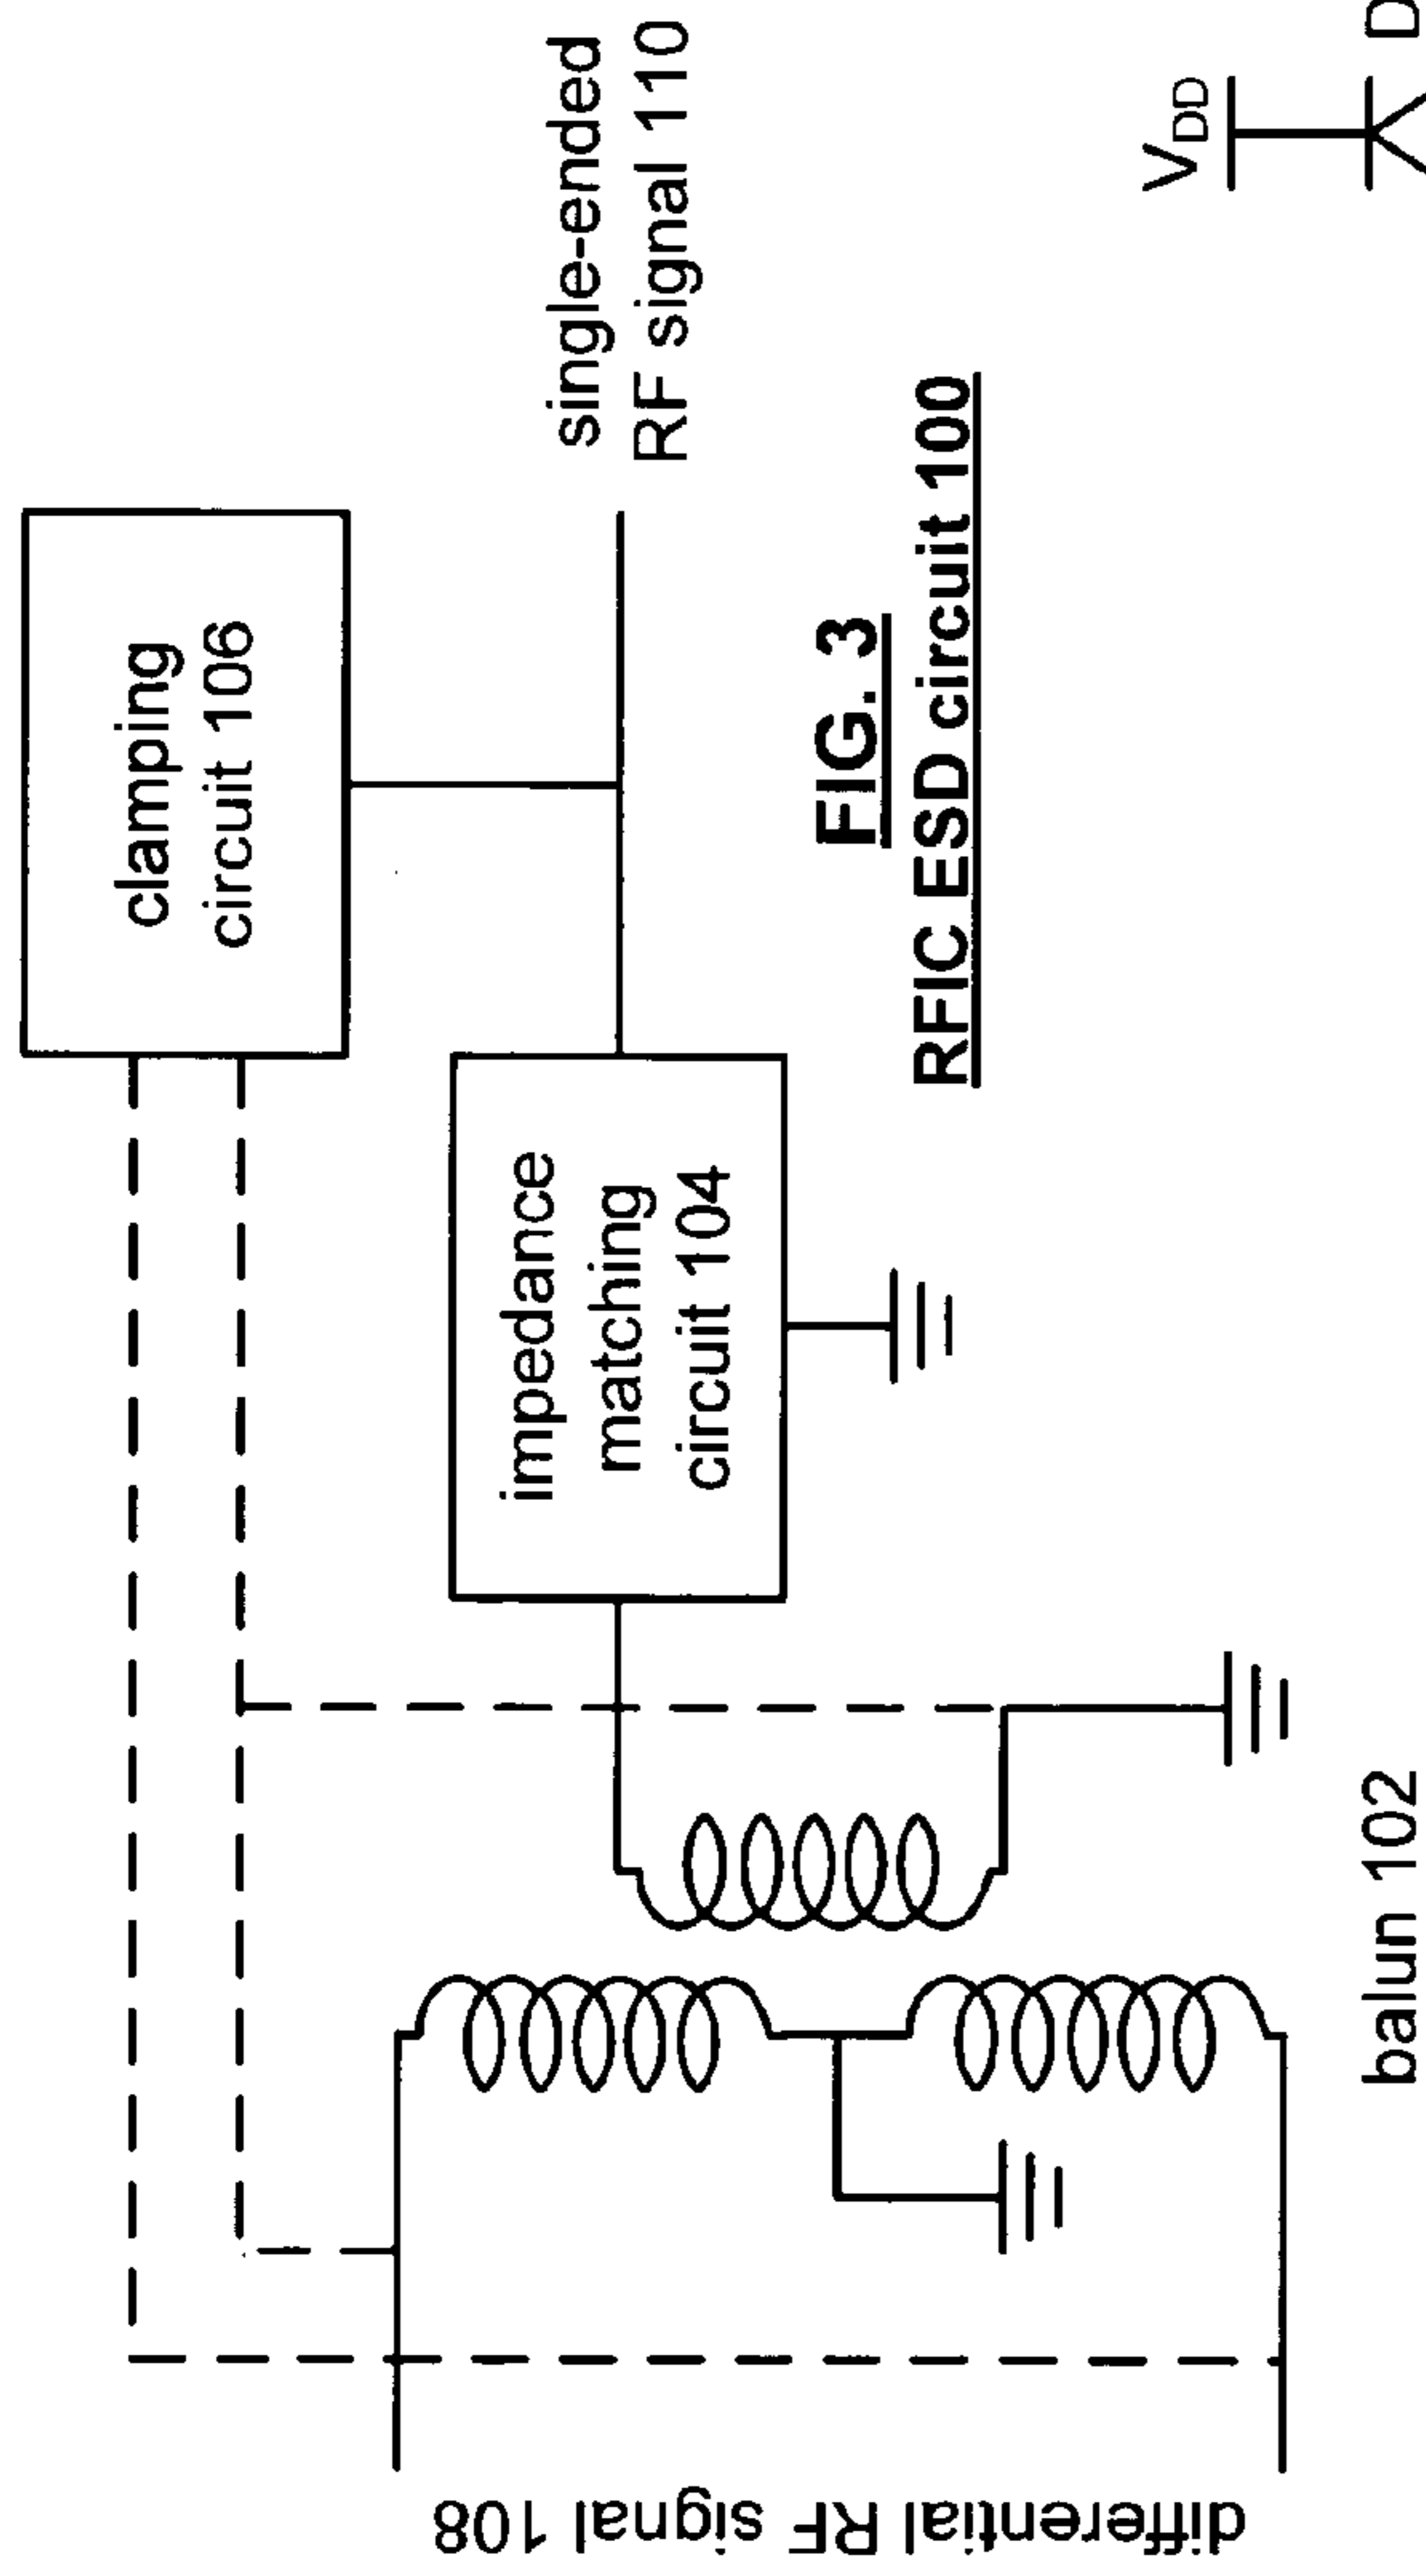 clamping
circuit 106
single-ended
RF signal 110
impedance
matching
circuit 104
differential RF signal 108
balun 102
FIG. 3
RFIC ESD circuit 100
VDD
D